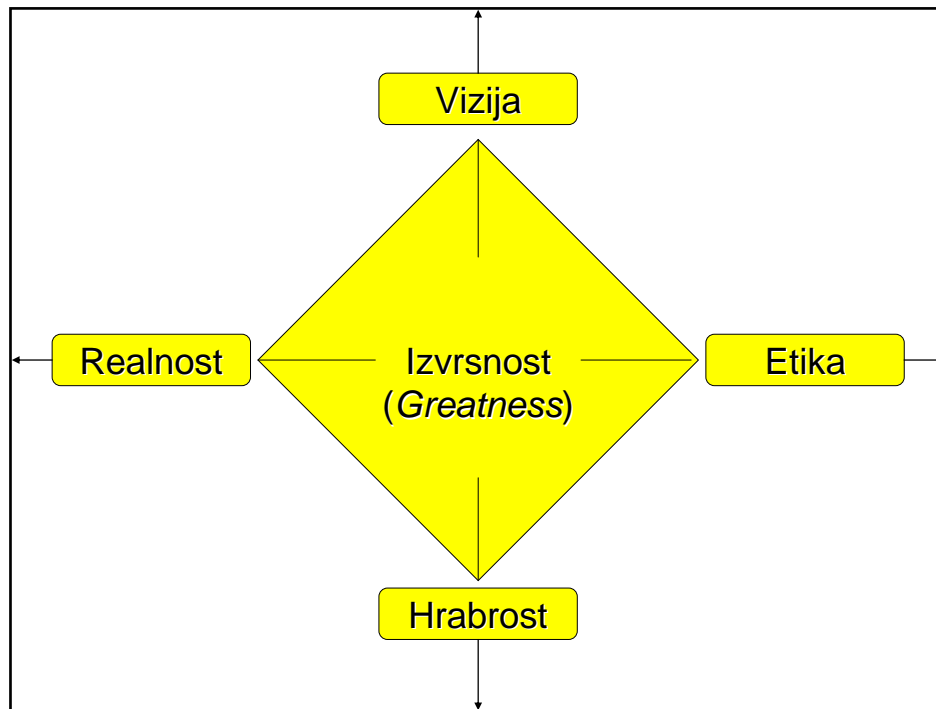 Vizija
Realnost
Izvrsnost
(Greatness)
Etika
Hrabrost